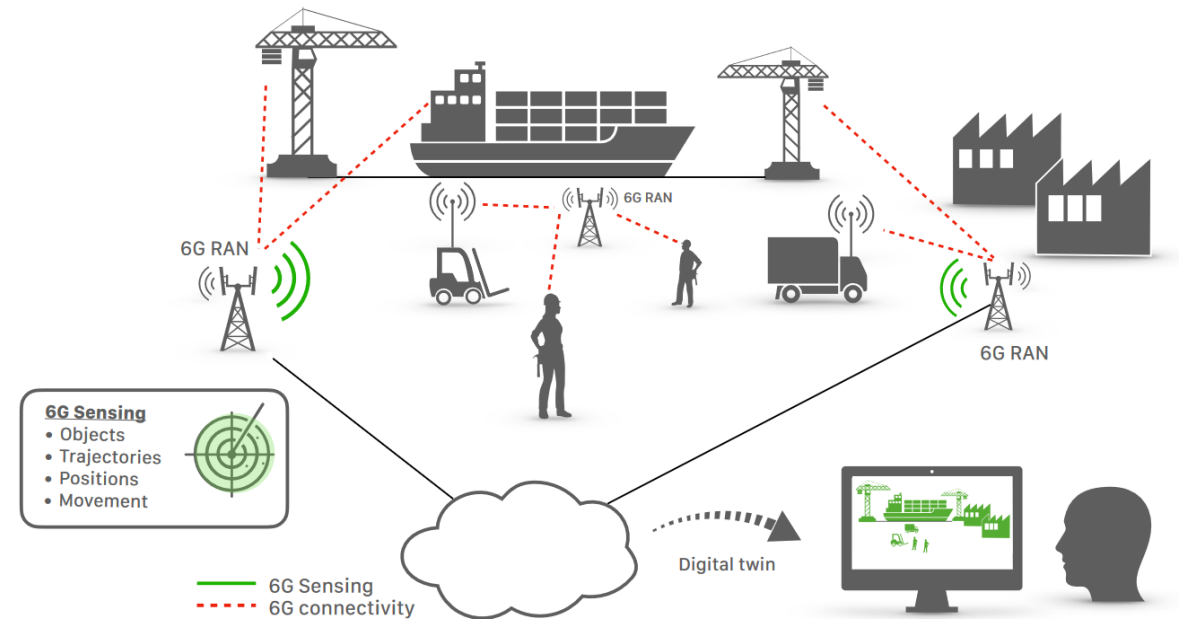 6G RAN
6G RAN
6G RAN
6G Sensing
• Objects
• Trajectories
• Positions
• Movement
Digital twin
6G Sensing
6G connectivity